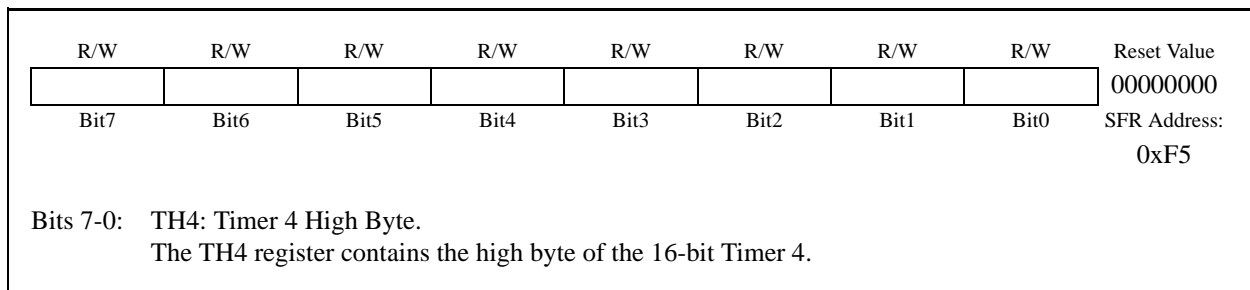 R/W R/W R/W R/W R/W R/W R/W R/W Reset Value
00000000
Bit7 Bit6 Bit5 Bit4 Bit3 Bit2 Bit1 Bit0 SFR Address:
0xF5
Bits 7-0: TH4: Timer 4 High Byte.
The TH4 register contains the high byte of the 16-bit Timer 4.